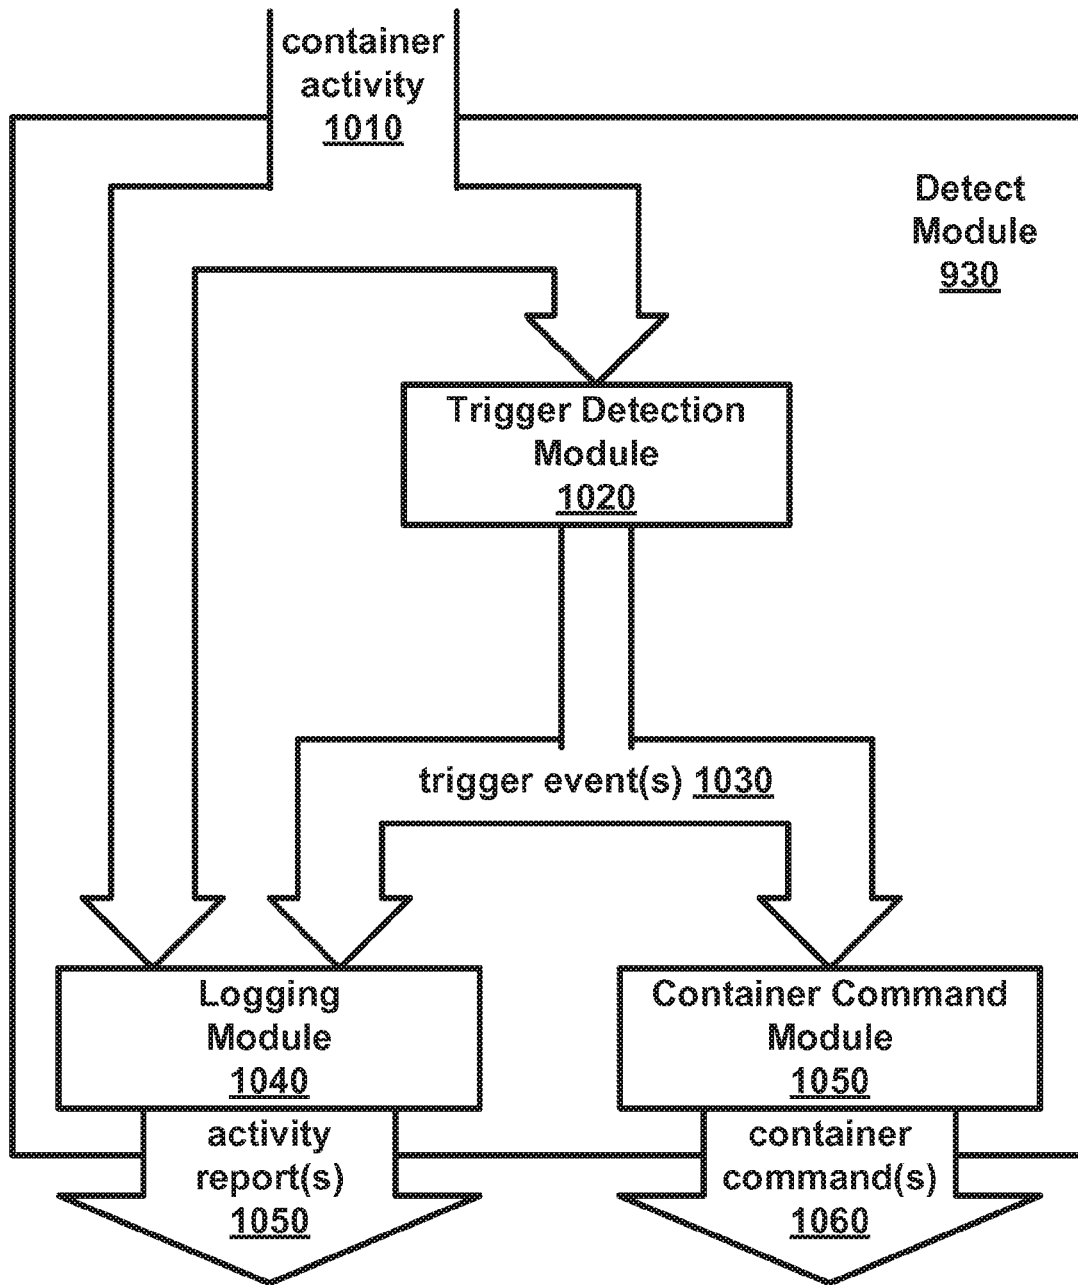 container
activity
1010
Detect
Module
930
Trigger Detection
Module
1020
trigger event(s) 1030
Logging
Module
1040
Container Command
Module
1050
activity
report(s)
1050
container
command(s)
1060